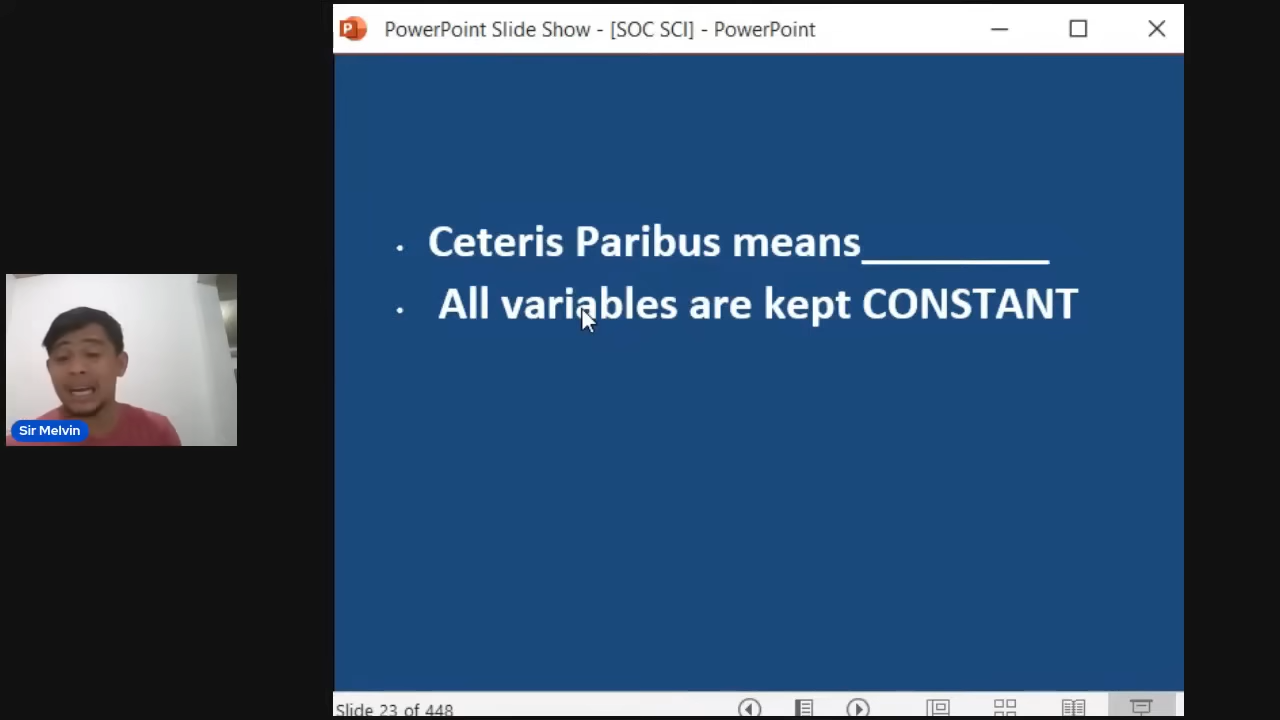 PowerPoint Slide Show - [SOC SCI] - PowerPoint
• Ceteris Paribus means_________
• All variables are kept CONSTANT
Sir Melvin
Slide 23 of 448